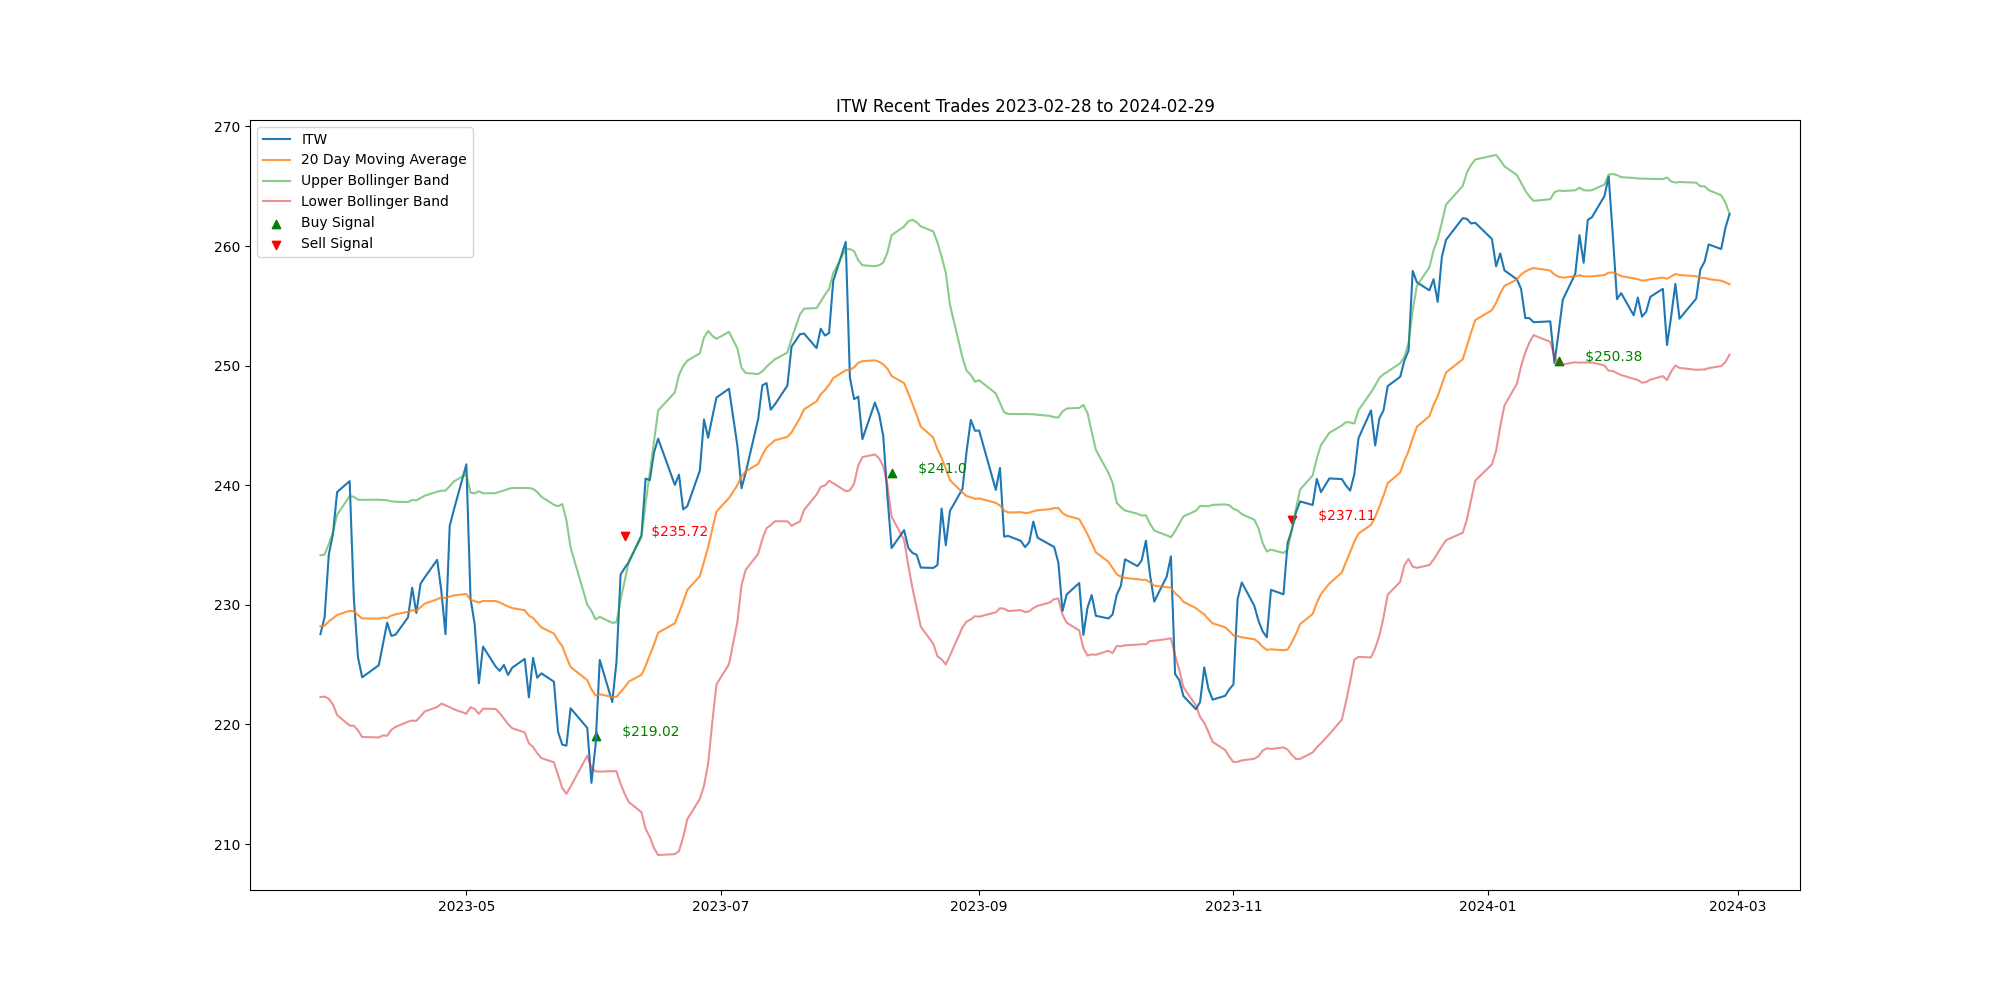 ITW Recent Trades 2023-02-28 to 2024-02-29
270
260
250
240
230
220
210
ITW
20 Day Moving Average
Upper Bollinger Band
Lower Bollinger Band
Buy Signal
Sell Signal
$250.38
$241.0
$237.11
$235.72
$219.02
2023-05
2023-07
2023-09
2023-11
2024-01
2024-03